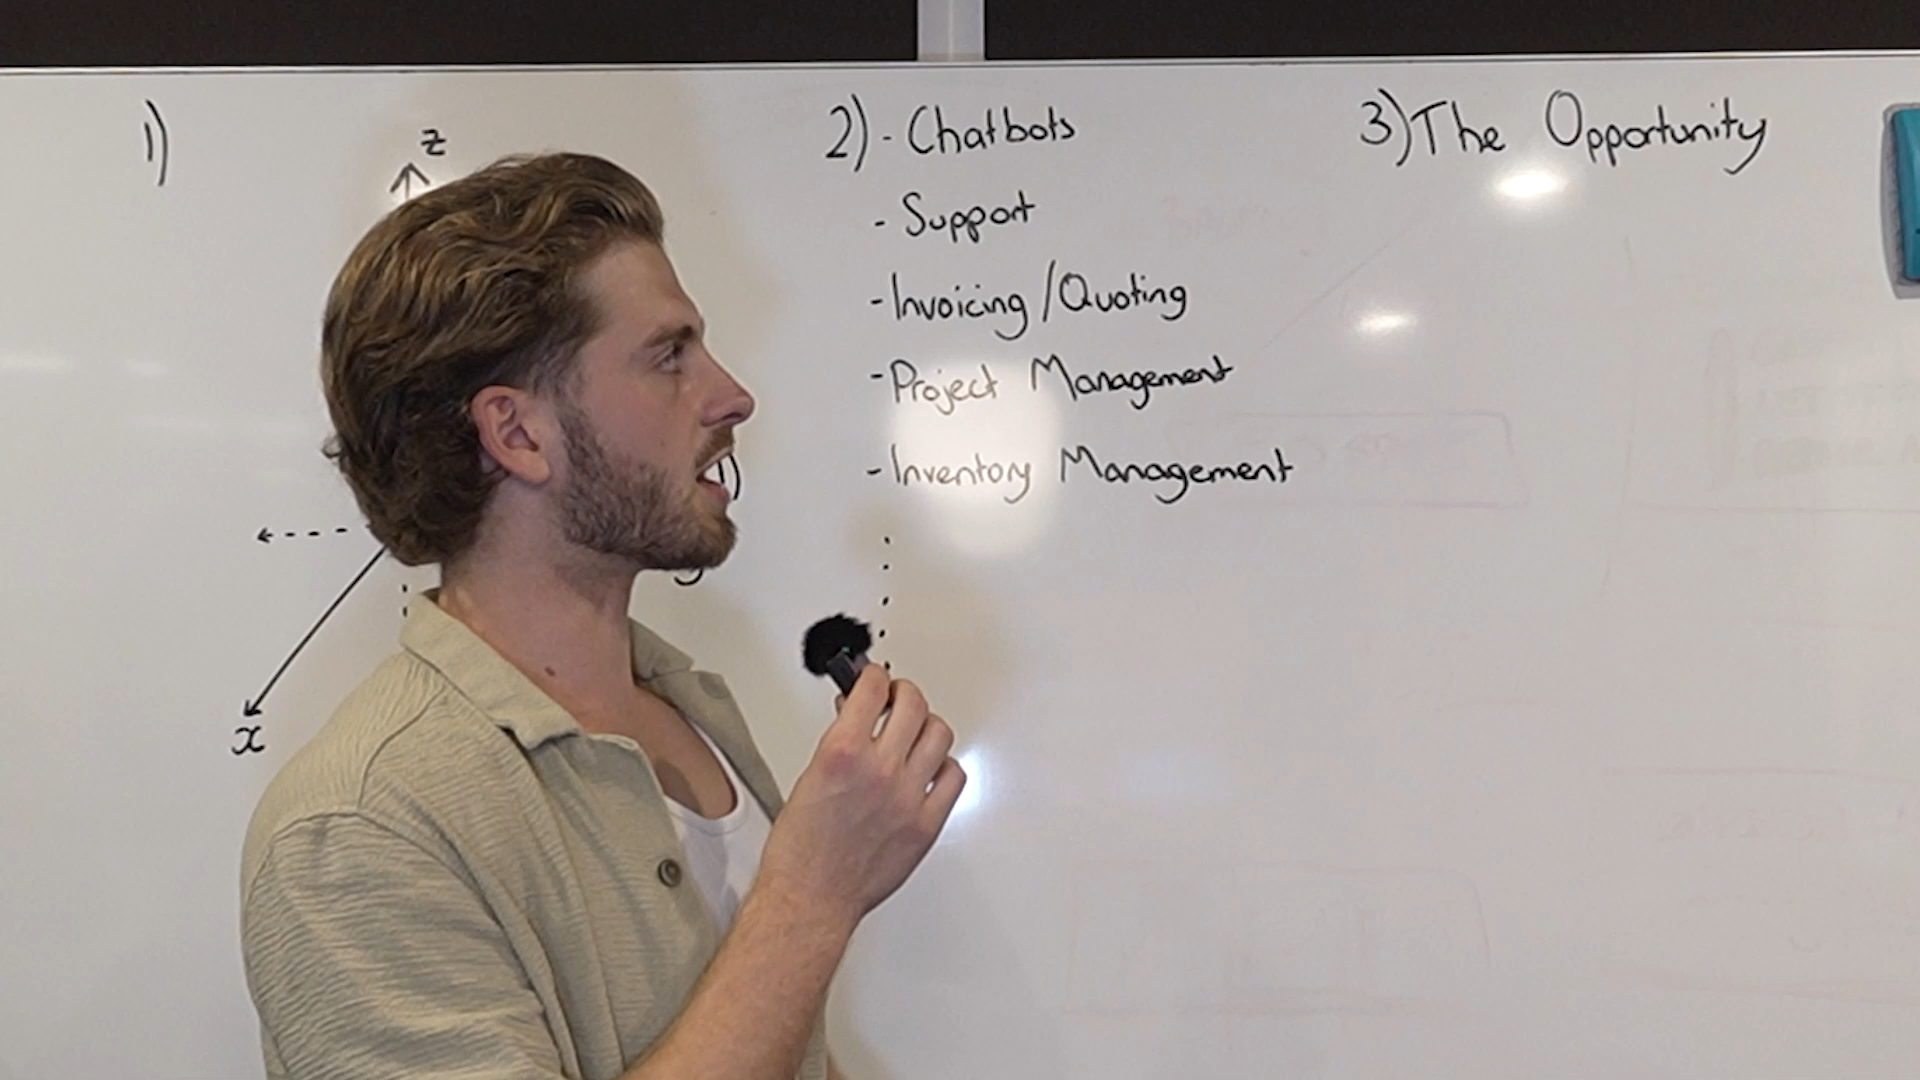 1)
z
x
2) - Chatbots
- Support
- Invoicing / Quoting
- Project Management
- Inventory Management
3) The Opportunity